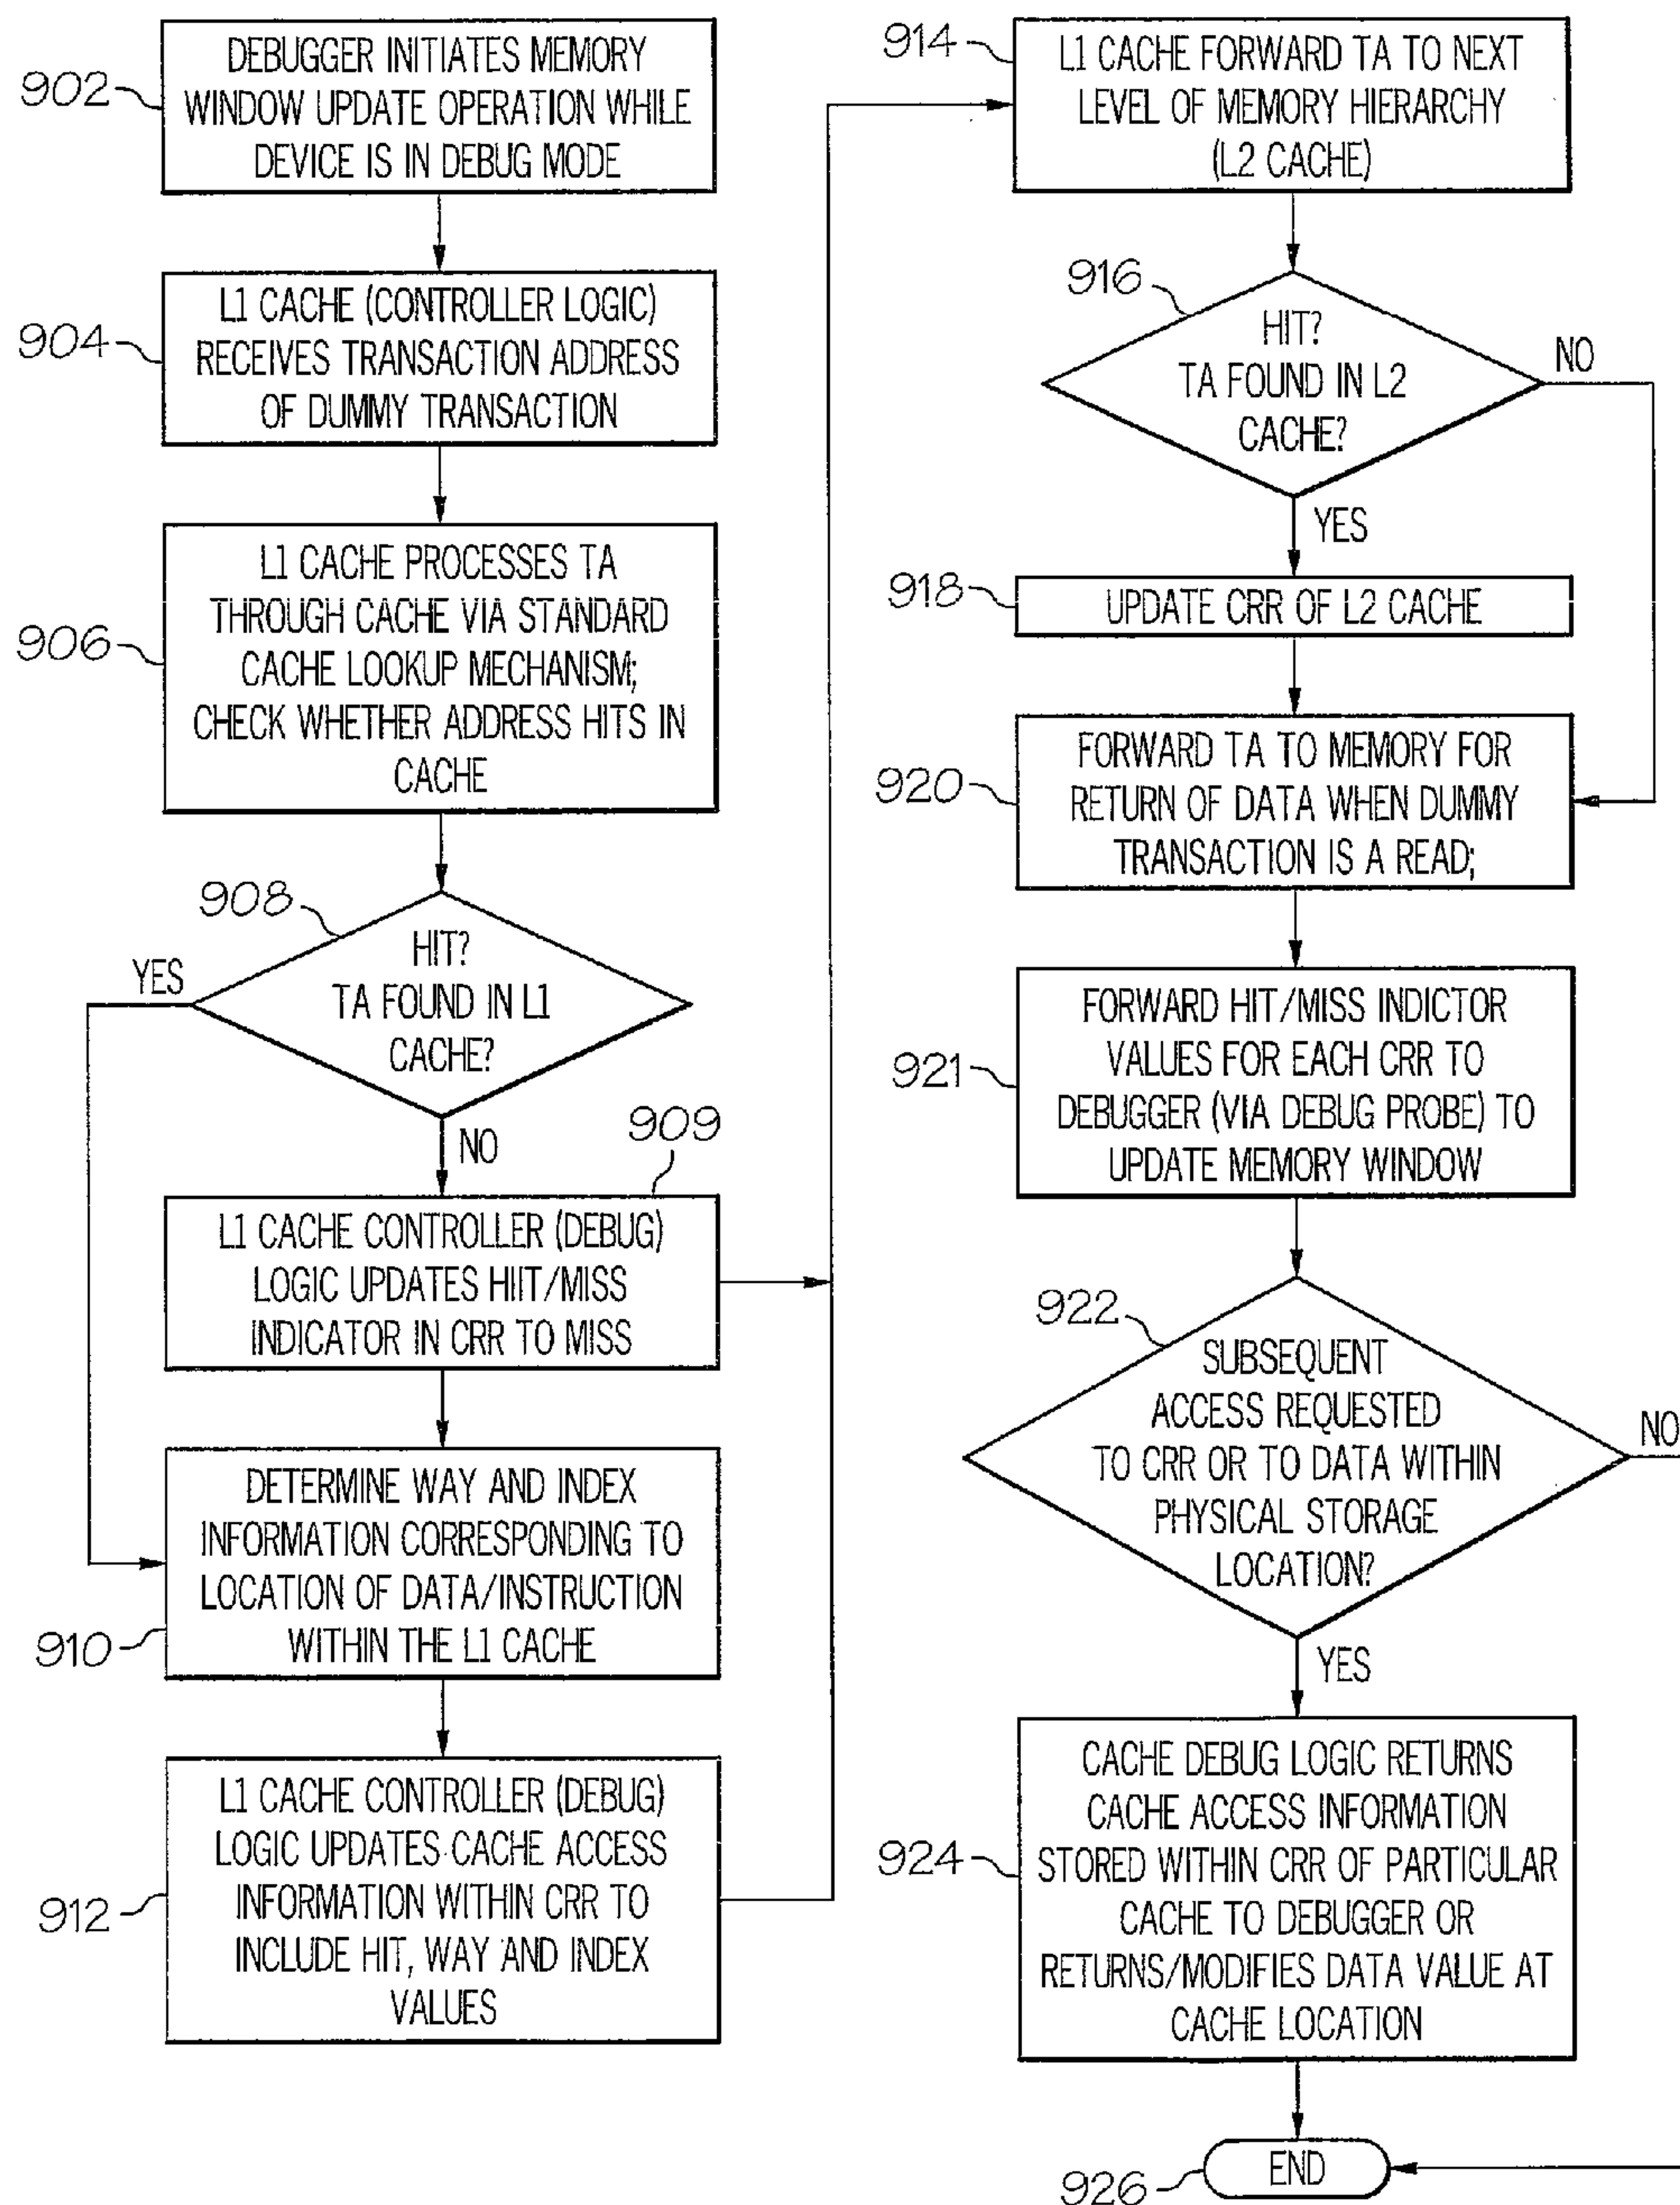 902
DEBUGGER INITIATES MEMORY
WINDOW UPDATE OPERATION WHILE
DEVICE IS IN DEBUG MODE
904
L1 CACHE (CONTROLLER LOGIC)
RECEIVES TRANSACTION ADDRESS
OF DUMMY TRANSACTION
906
L1 CACHE PROCESSES TA
THROUGH CACHE VIA STANDARD
CACHE LOOKUP MECHANISM;
CHECK WHETHER ADDRESS HITS IN
CACHE
908
HIT?
TA FOUND IN L1
CACHE?
YES
NO
909
L1 CACHE CONTROLLER (DEBUG)
LOGIC UPDATES HIIT/MISS
INDICATOR IN CRR TO MISS
910
DETERMINE WAY AND INDEX
INFORMATION CORRESPONDING TO
LOCATION OF DATA/INSTRUCTION
WITHIN THE L1 CACHE
912
L1 CACHE CONTROLLER (DEBUG)
LOGIC UPDATES CACHE ACCESS
INFORMATION WITHIN CRR TO
INCLUDE HIT, WAY AND INDEX
VALUES
914
L1 CACHE FORWARD TA TO NEXT
LEVEL OF MEMORY HIERARCHY
(L2 CACHE)
916
HIT?
TA FOUND IN L2
CACHE?
NO
YES
918
UPDATE CRR OF L2 CACHE
920
FORWARD TA TO MEMORY FOR
RETURN OF DATA WHEN DUMMY
TRANSACTION IS A READ;
921
FORWARD HIT/MISS INDICTOR
VALUES FOR EACH CRR TO
DEBUGGER (VIA DEBUG PROBE) TO
UPDATE MEMORY WINDOW
922
SUBSEQUENT
ACCESS REQUESTED
TO CRR OR TO DATA WITHIN
PHYSICAL STORAGE
LOCATION?
NO
YES
924
CACHE DEBUG LOGIC RETURNS
CACHE ACCESS INFORMATION
STORED WITHIN CRR OF PARTICULAR
CACHE TO DEBUGGER OR
RETURNS/MODIFIES DATA VALUE AT
CACHE LOCATION
926
END